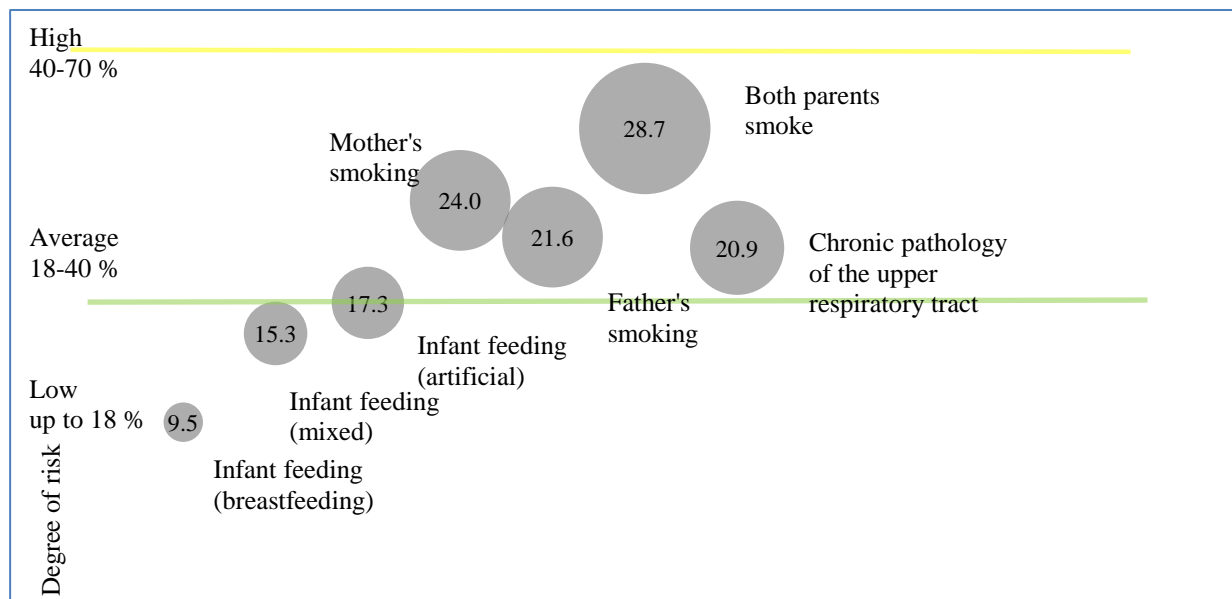 High
40-70 %
Both parents
smoke
28.7
Mother's
smoking
24.0
21.6
20.9
Average
18-40 %
Chronic pathology
of the upper
respiratory tract
Father's
smoking
17.3
15.3
Infant feeding
(artificial)
Low
up to 18 %
9.5
Infant feeding
(mixed)
Infant feeding
(breastfeeding)
Degree of risk